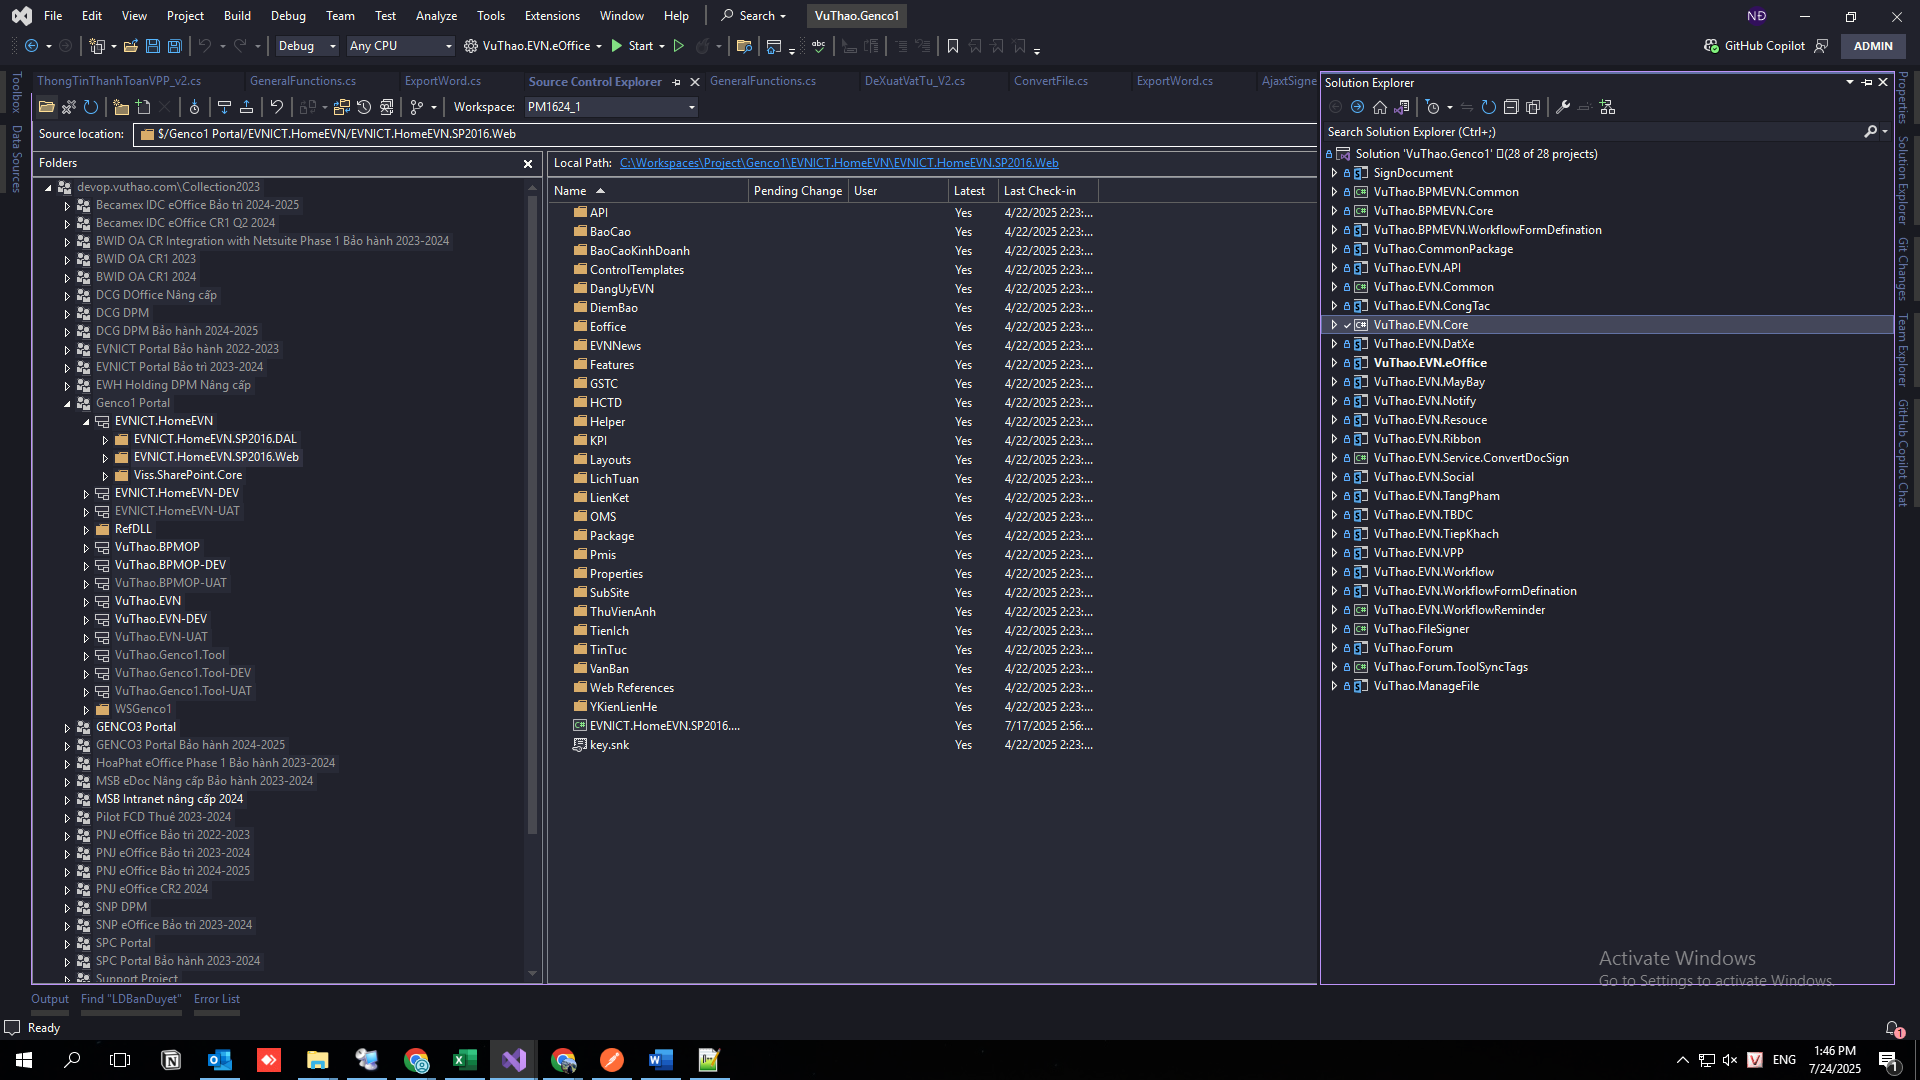 File Edit View Project Build Debug Team Test Analyze Tools Extensions Window Help Search VuThao.Genco1 NĐ
Debug Any CPU VuThao.EVN.eOffice Start GitHub Copilot ADMIN
ThongTinThanhToanVPP_v2.cs GeneralFunctions.cs ExportWord.cs Source Control Explorer GeneralFunctions.cs DeXuatVatTu_V2.cs ConvertFile.cs ExportWord.cs AjaxtSigne
Workspace: PM1624_1
Source location: $/Genco1 Portal/EVNICT.HomeEVN/EVNICT.HomeEVN.SP2016.Web
Toolbox
Data Sources
Folders
devop.vuthao.com\Collection2023
Becamex IDC eOffice Bảo trì 2024-2025
Becamex IDC eOffice CR1 Q2 2024
BWID OA CR Integration with Netsuite Phase 1 Bảo hành 2023-2024
BWID OA CR1 2023
BWID OA CR1 2024
DCG DOffice Nâng cấp
DCG DPM
DCG DPM Bảo hành 2024-2025
EVNICT Portal Bảo hành 2022-2023
EVNICT Portal Bảo trì 2023-2024
EWH Holding DPM Nâng cấp
Genco1 Portal
EVNICT.HomeEVN
EVNICT.HomeEVN.SP2016.DAL
EVNICT.HomeEVN.SP2016.Web
Viss.SharePoint.Core
EVNICT.HomeEVN-DEV
EVNICT.HomeEVN-UAT
RefDLL
VuThao.BPMOP
VuThao.BPMOP-DEV
VuThao.BPMOP-UAT
VuThao.EVN
VuThao.EVN-DEV
VuThao.EVN-UAT
VuThao.Genco1.Tool
VuThao.Genco1.Tool-DEV
VuThao.Genco1.Tool-UAT
WSGenco1
GENCO3 Portal
GENCO3 Portal Bảo hành 2024-2025
HoaPhat eOffice Phase 1 Bảo hành 2023-2024
MSB eDoc Nâng cấp Bảo hành 2023-2024
MSB Intranet nâng cấp 2024
Pilot FCD Thuê 2023-2024
PNJ eOffice Bảo trì 2022-2023
PNJ eOffice Bảo trì 2023-2024
PNJ eOffice Bảo trì 2024-2025
PNJ eOffice CR2 2024
SNP DPM
SNP eOffice Bảo trì 2023-2024
SPC Portal
SPC Portal Bảo hành 2023-2024
Support Project
Local Path: C:\Workspaces\Project\Genco1\EVNICT.HomeEVN\EVNICT.HomeEVN.SP2016.Web
Name Pending Change User Latest Last Check-in
API Yes 4/22/2025 2:23:...
BaoCao Yes 4/22/2025 2:23:...
BaoCaoKinhDoanh Yes 4/22/2025 2:23:...
ControlTemplates Yes 4/22/2025 2:23:...
DangUyEVN Yes 4/22/2025 2:23:...
DiemBao Yes 4/22/2025 2:23:...
Eoffice Yes 4/22/2025 2:23:...
EVNNews Yes 4/22/2025 2:23:...
Features Yes 4/22/2025 2:23:...
GSTC Yes 4/22/2025 2:23:...
HCTD Yes 4/22/2025 2:23:...
Helper Yes 4/22/2025 2:23:...
KPI Yes 4/22/2025 2:23:...
Layouts Yes 4/22/2025 2:23:...
LichTuan Yes 4/22/2025 2:23:...
LienKet Yes 4/22/2025 2:23:...
OMS Yes 4/22/2025 2:23:...
Package Yes 4/22/2025 2:23:...
Pmis Yes 4/22/2025 2:23:...
Properties Yes 4/22/2025 2:23:...
SubSite Yes 4/22/2025 2:23:...
ThuVienAnh Yes 4/22/2025 2:23:...
TienIch Yes 4/22/2025 2:23:...
TinTuc Yes 4/22/2025 2:23:...
VanBan Yes 4/22/2025 2:23:...
Web References Yes 4/22/2025 2:23:...
YKienLienHe Yes 4/22/2025 2:23:...
EVNICT.HomeEVN.SP2016.... Yes 7/17/2025 2:56:...
key.snk Yes 4/22/2025 2:23:...
Solution Explorer
Search Solution Explorer (Ctrl+;)
Solution 'VuThao.Genco1' (28 of 28 projects)
SignDocument
VuThao.BPMEVN.Common
VuThao.BPMEVN.Core
VuThao.BPMEVN.WorkflowFormDefination
VuThao.CommonPackage
VuThao.EVN.API
VuThao.EVN.Common
VuThao.EVN.CongTac
VuThao.EVN.Core
VuThao.EVN.DatXe
VuThao.EVN.eOffice
VuThao.EVN.MayBay
VuThao.EVN.Notify
VuThao.EVN.Resouce
VuThao.EVN.Ribbon
VuThao.EVN.Service.ConvertDocSign
VuThao.EVN.Social
VuThao.EVN.TangPham
VuThao.EVN.TBDC
VuThao.EVN.TiepKhach
VuThao.EVN.VPP
VuThao.EVN.Workflow
VuThao.EVN.WorkflowFormDefination
VuThao.EVN.WorkflowReminder
VuThao.FileSigner
VuThao.Forum
VuThao.Forum.ToolSyncTags
VuThao.ManageFile
Properties
Solution Explorer
Git Changes
Team Explorer
GitHub Copilot Chat
Activate Windows
Go to Settings to activate Windows.
Output Find "LDBanDuyet" Error List
Ready
1
ENG
1:46 PM
7/24/2025
1